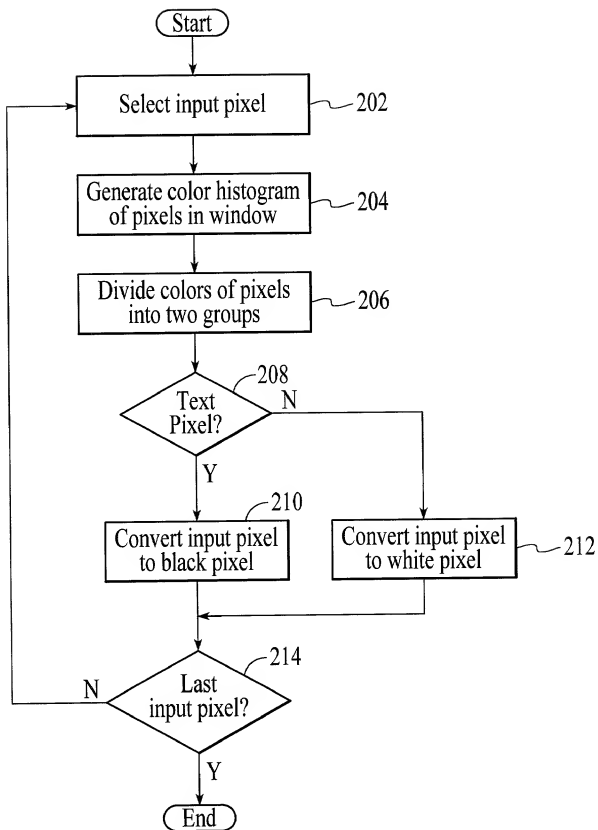 Start
Select input pixel
202
Generate color histogram
of pixels in window
204
Divide colors of pixels
into two groups
206
208
Text
Pixel?
N
Y
210
Convert input pixel
to black pixel
Convert input pixel
to white pixel
212
214
N
Last
input pixel?
Y
End